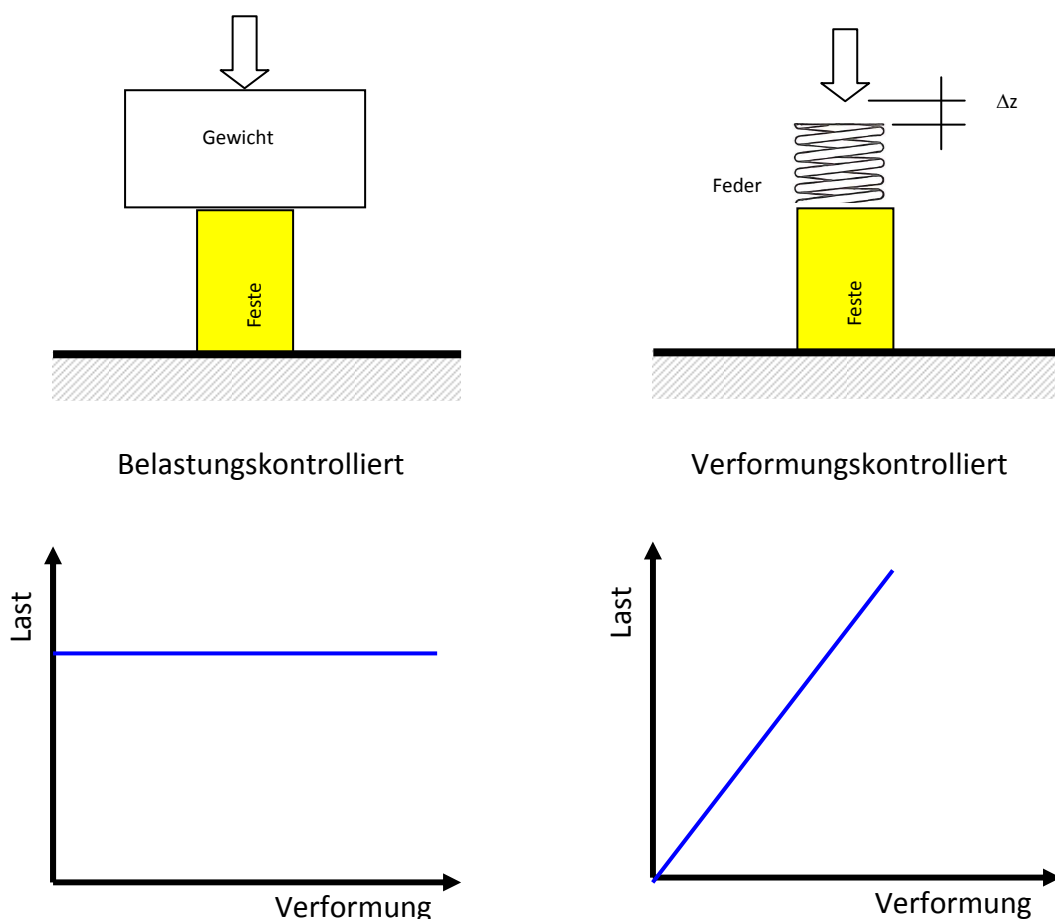 Gewicht
Feste
Δz
Feder
Feste
Belastungskontrolliert
Verformungskontrolliert
Last
Verformung
Last
Verformung